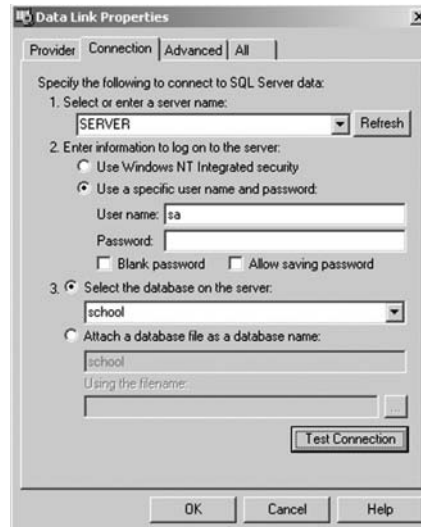 Data Link Properties
Provider Connection Advanced All
Specify the following to connect to SQL Server data:
1. Select or enter a server name:
SERVER Refresh
2. Enter information to log on to the server:
Use Windows NT Integrated security
Use a specific user name and password:
User name: sa
Password:
Blank password Allow saving password
3. Select the database on the server:
school
Attach a database file as a database name:
school
Using the filename:
...
Test Connection
OK Cancel Help